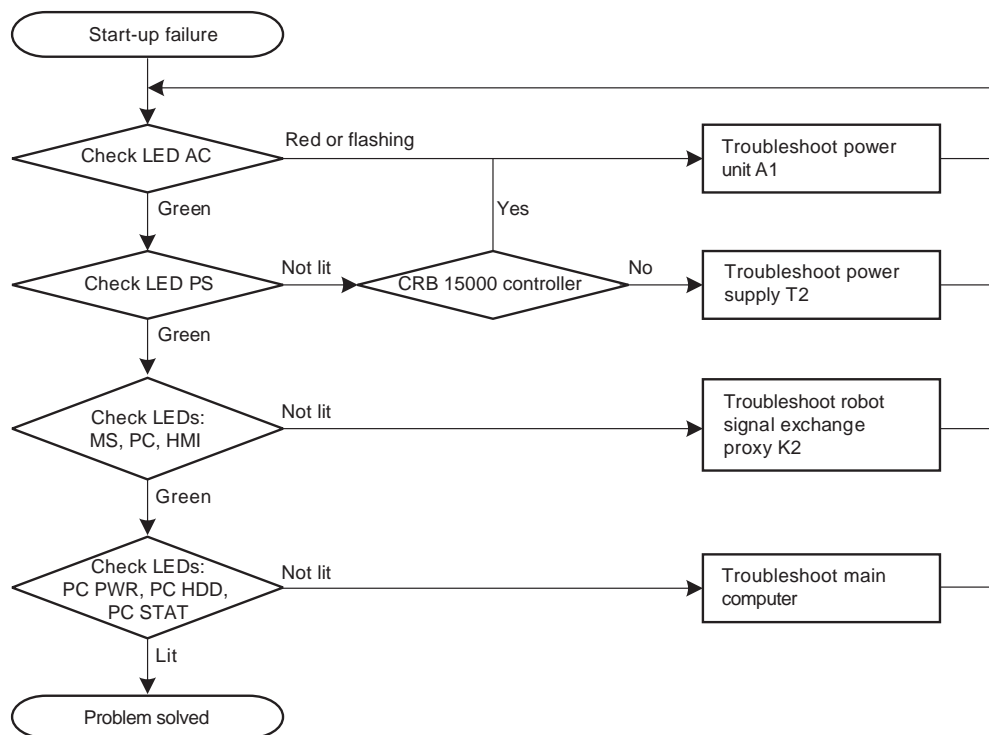 Start-up failure
Check LED AC
Red or flashing
Troubleshoot power
unit A1
Green
Yes
Check LED PS
Not lit
CRB 15000 controller
No
Troubleshoot power
supply T2
Green
Check LEDs:
MS, PC, HMI
Not lit
Troubleshoot robot
signal exchange
proxy K2
Green
Check LEDs:
PC PWR, PC HDD,
PC STAT
Not lit
Troubleshoot main
computer
Lit
Problem solved